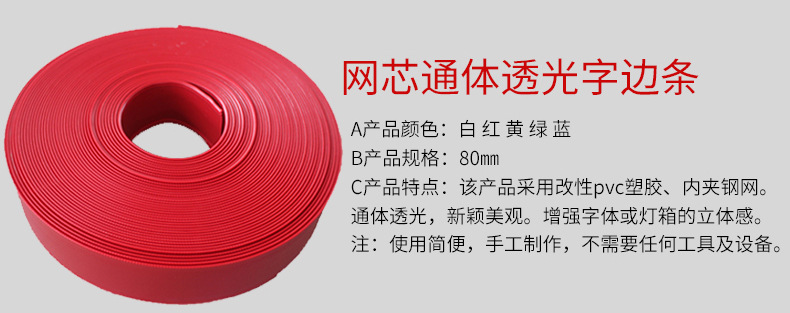 网芯通体透光字边条
A产品颜色：白 红 黄 绿 蓝
B产品规格：80㎜
C产品特点：该产品采用改性pvc塑胶、内夹钢网。
通体透光，新颖美观。增强字体或灯箱的立体感。
注：使用简便，手工制作，不需要任何工具及设备。